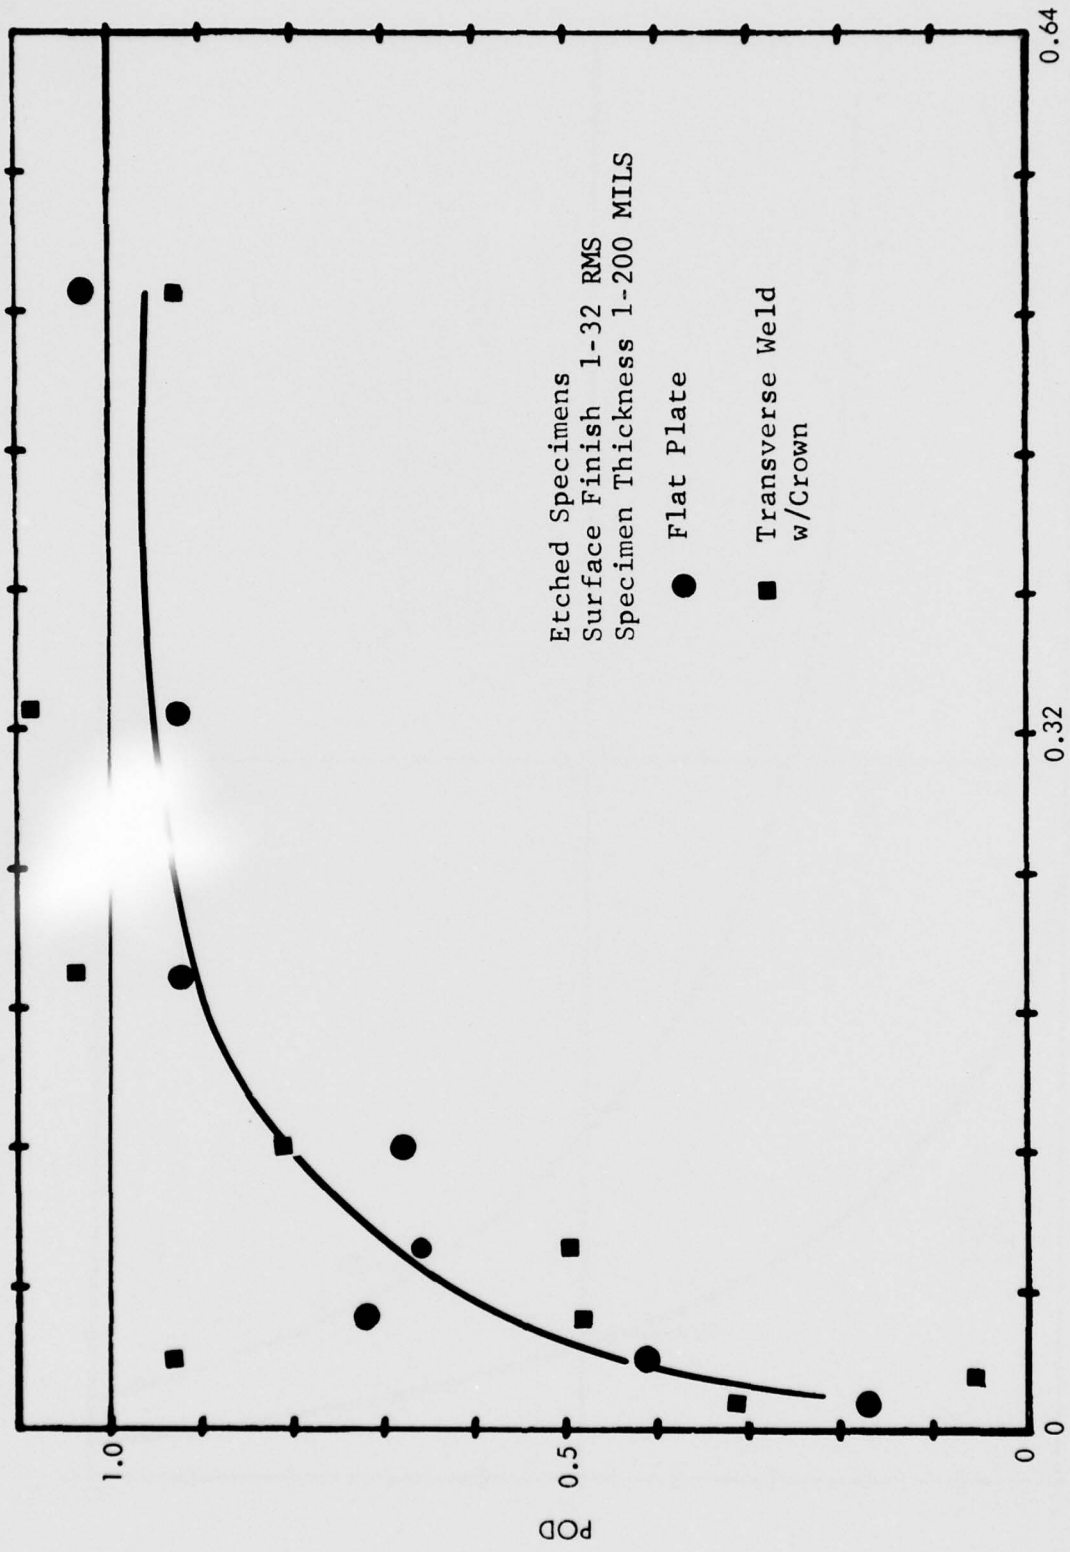 POD
1.0
0.5
0
0
0.32
0.64
Etched Specimens
Surface Finish 1-32 RMS
Specimen Thickness 1-200 MILS
Flat Plate
Transverse Weld
w/Crown